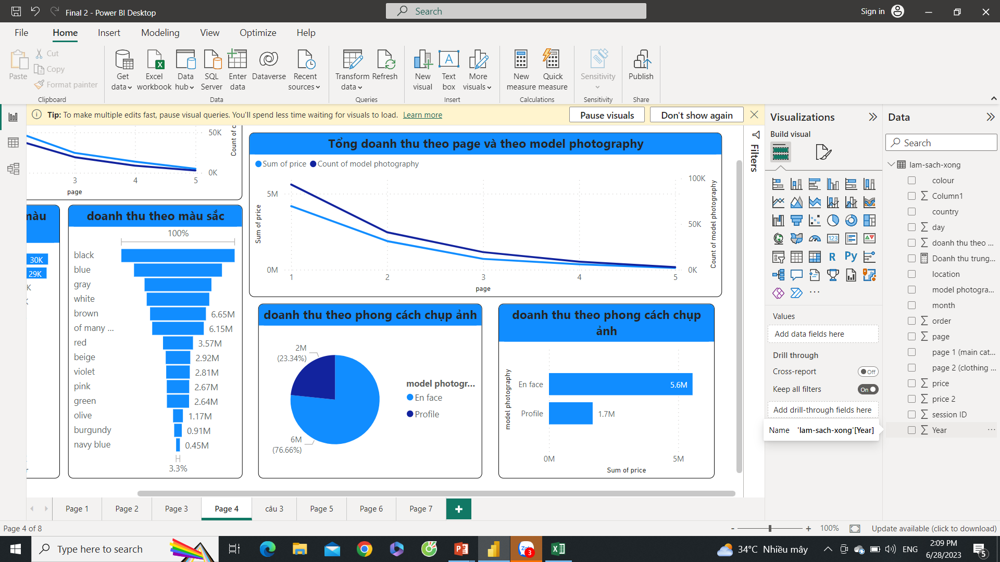 Final 2 - Power BI Desktop
Search
Sign in
File
Home
Insert
Modeling
View
Optimize
Help
Paste
Cut
Copy
Format painter
Clipboard
Get data
Excel workbook
Data hub
SQL Server
Enter data
Dataverse
Recent sources
Data
Transform data
Refresh
Queries
New visual
Text box
More visuals
Insert
New measure
Quick measure
Calculations
Sensitivity
Sensitivity
Publish
Share
Tip: To make multiple edits fast, pause visual queries. You'll spend less time waiting for visuals to load. Learn more
Pause visuals
Don't show again
50K
0K
Count of c
3 4 5
page
màu
30K
29K
K
doanh thu theo màu sắc
100%
black
blue
gray
white
brown 6.65M
of many ... 6.15M
red 3.57M
beige 2.92M
violet 2.81M
pink 2.67M
green 2.64M
olive 1.17M
burgundy 0.91M
navy blue 0.45M
3.3%
Tổng doanh thu theo page và theo model photography
Sum of price Count of model photography
Sum of price
5M
0M
100K
50K
0K
Count of model photography
1 2 3 4 5
page
doanh thu theo phong cách chụp ảnh
2M
(23.34%)
6M
(76.66%)
model photogr...
En face
Profile
doanh thu theo phong cách chụp
ảnh
model photography
En face 5.6M
Profile 1.7M
0M 5M
Sum of price
Filters
Visualizations
Build visual
123
R
Py
Values
Add data fields here
Drill through
Cross-report
Off
Keep all filters
On
Add drill-through fields here
Name 'lam-sach-xong'[Year]
Data
Search
lam-sach-xong
colour
Column1
country
day
doanh thu theo ...
Doanh thu trung...
location
model photogra...
month
order
page
page 1 (main cat...
page 2 (clothing ...
price
price 2
session ID
Year
Page 1
Page 2
Page 3
Page 4
câu 3
Page 5
Page 6
Page 7
Page 4 of 8
100%
Update available (click to download)
Type here to search
3
34°C Nhiều mây
ENG
2:09 PM
6/28/2023
5